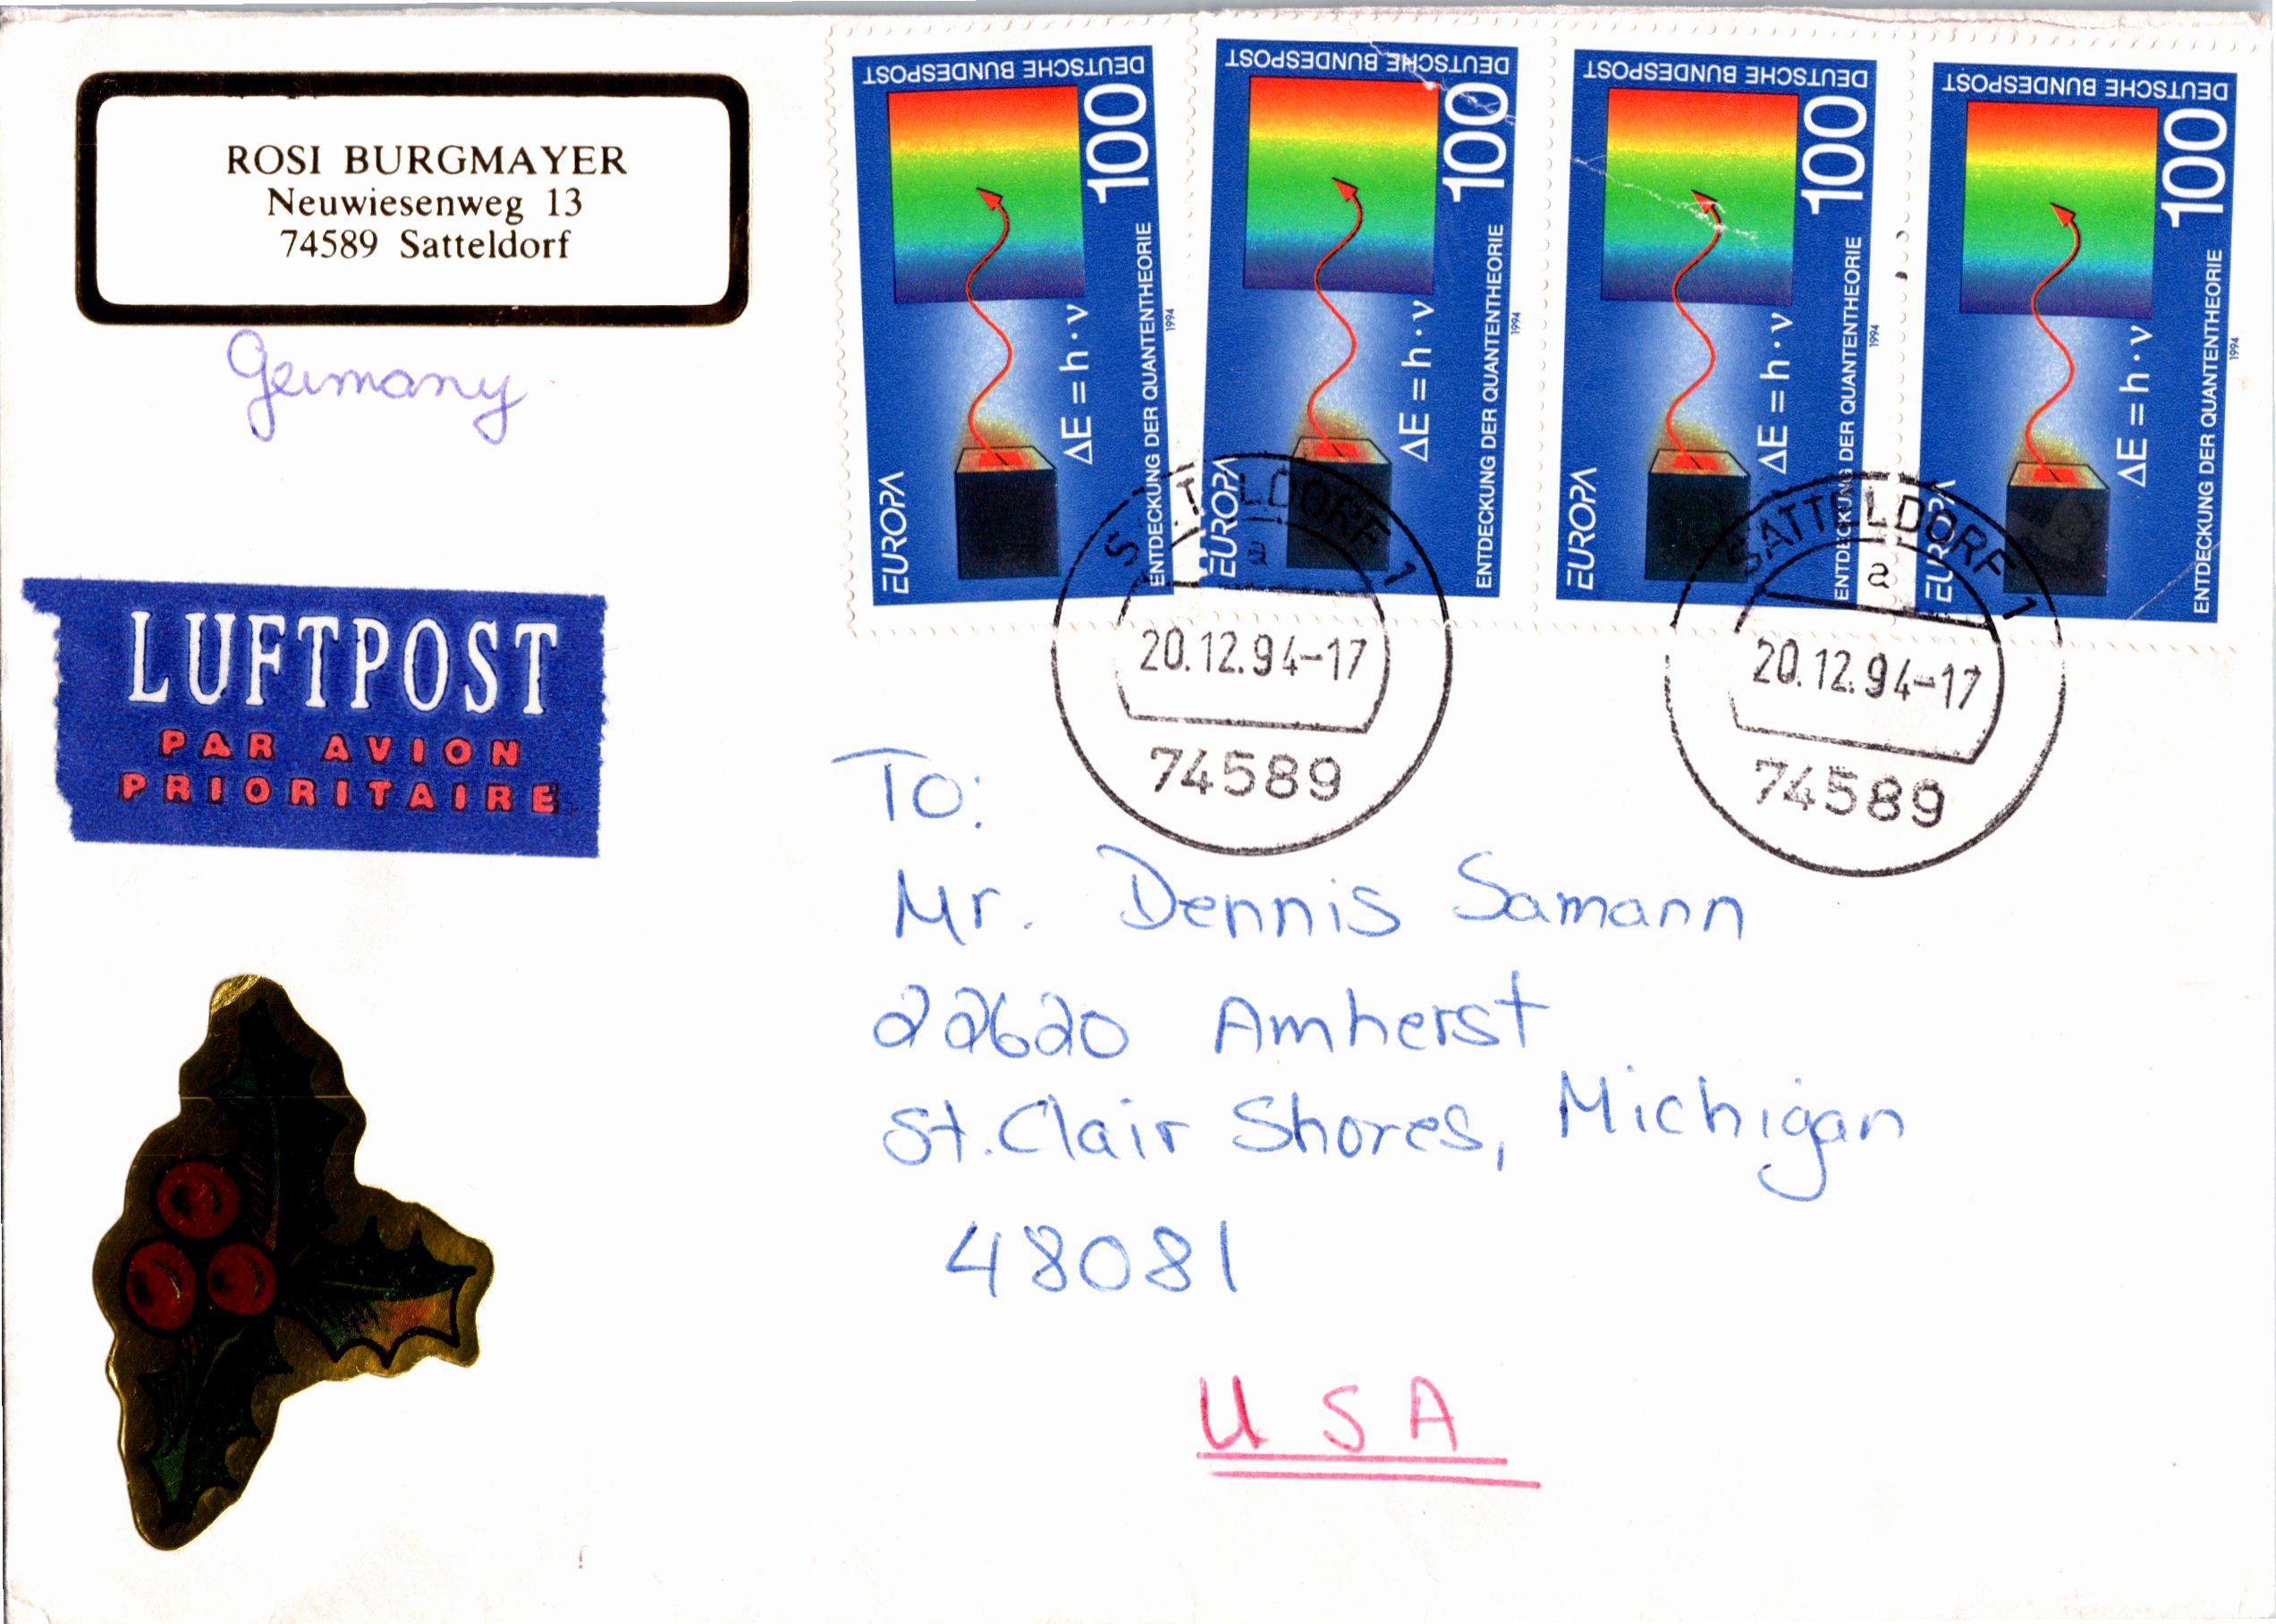 ROSI BURGMAYER
Neuwiesenweg 13
74589 Satteldorf
Germany
LUFTPOST
PAR AVION
PRIORITAIRE
DEUTSCHE BUNDESPOST
100
EUROPA
ΔE = h · ν
ENTDECKUNG DER QUANTENTHEORIE
1994
DEUTSCHE BUNDESPOST
100
EUROPA
ΔE = h · ν
ENTDECKUNG DER QUANTENTHEORIE
1994
DEUTSCHE BUNDESPOST
100
EUROPA
ΔE = h · ν
ENTDECKUNG DER QUANTENTHEORIE
1994
DEUTSCHE BUNDESPOST
100
EUROPA
ΔE = h · ν
ENTDECKUNG DER QUANTENTHEORIE
1994
SATTELDORF 1
a
20.12.94-17
74589
SATTELDORF 1
a
20.12.94-17
74589
To:
Mr. Dennis Samann
22620 Amherst
St. Clair Shores, Michigan
48081
USA